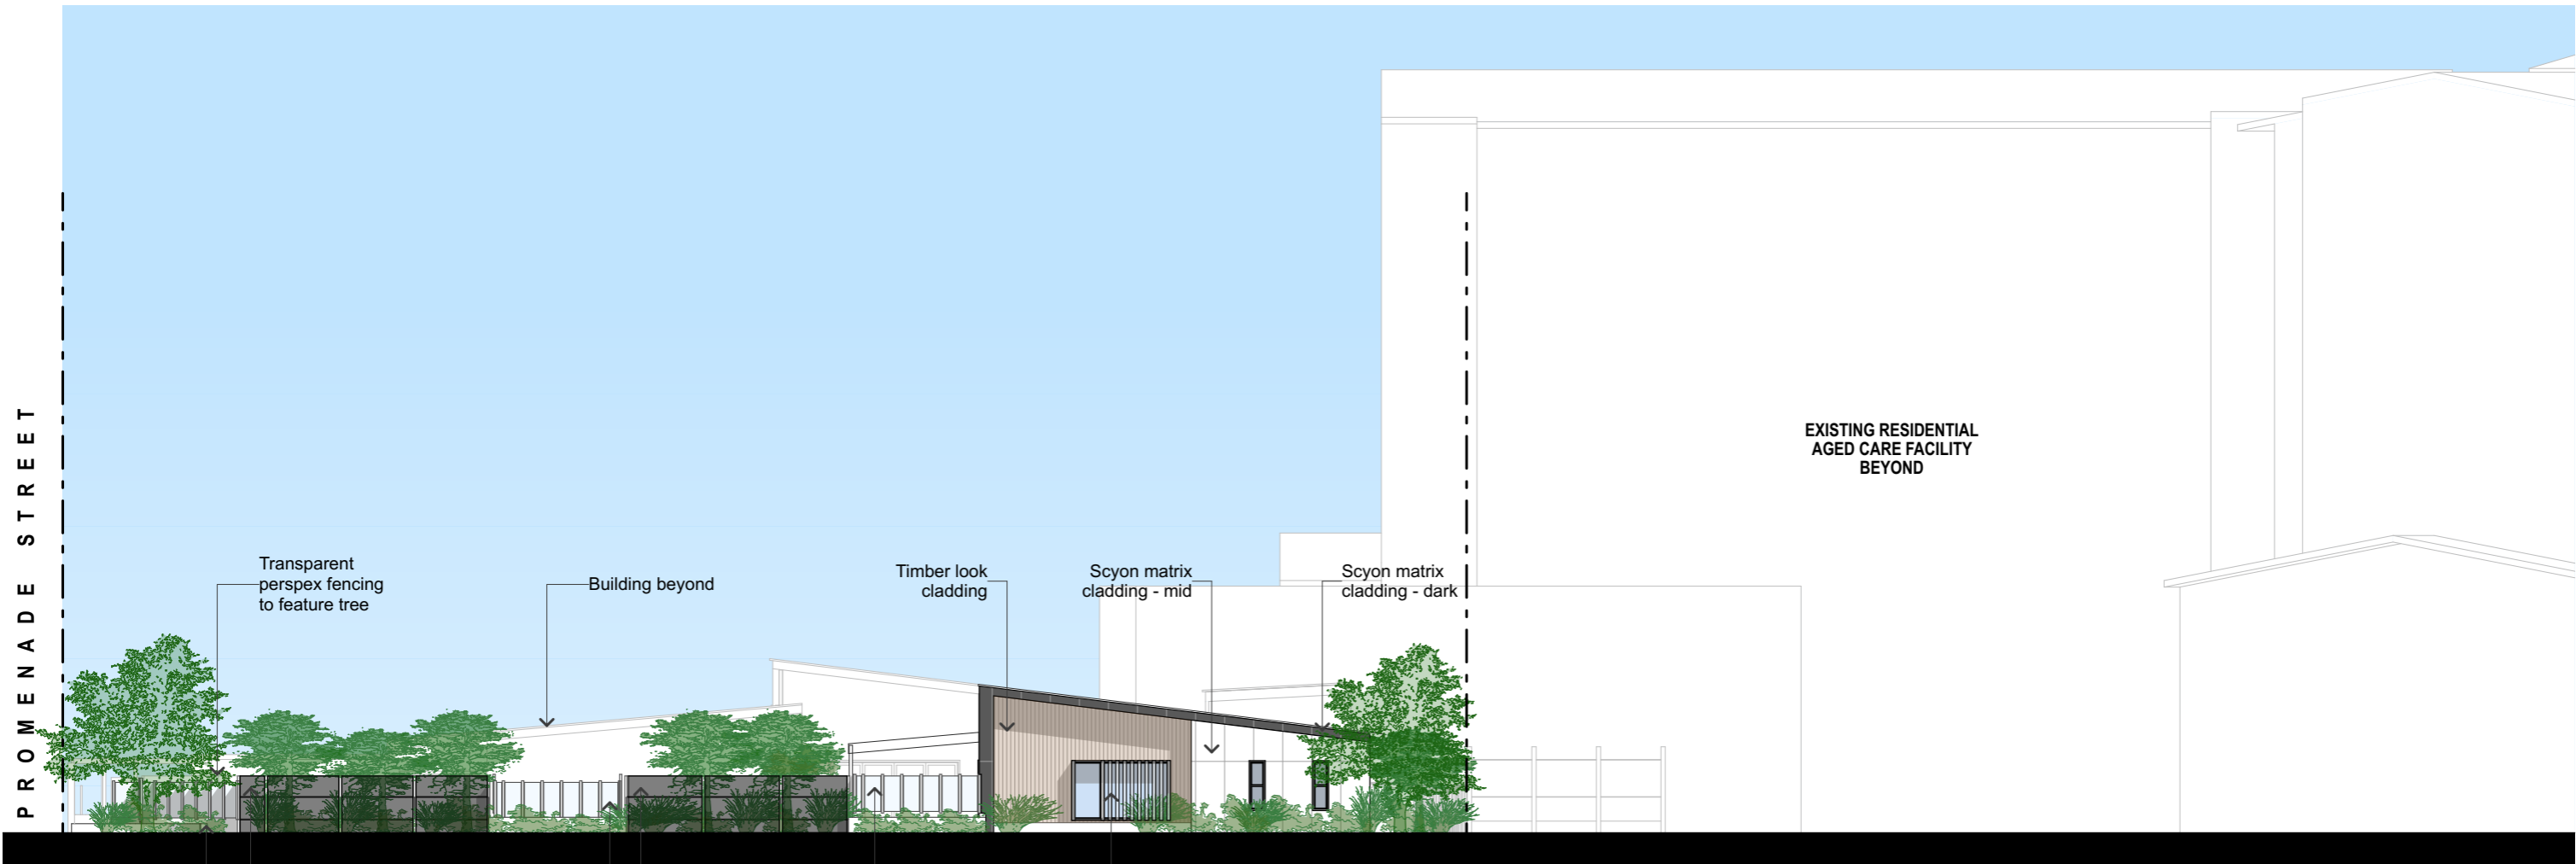 PROMENADE STREET
Transparent
perspex fencing
to feature tree
Building beyond
Timber look
cladding
Scyon matrix
cladding - mid
Scyon matrix
cladding - dark
EXISTING RESIDENTIAL
AGED CARE FACILITY
BEYOND